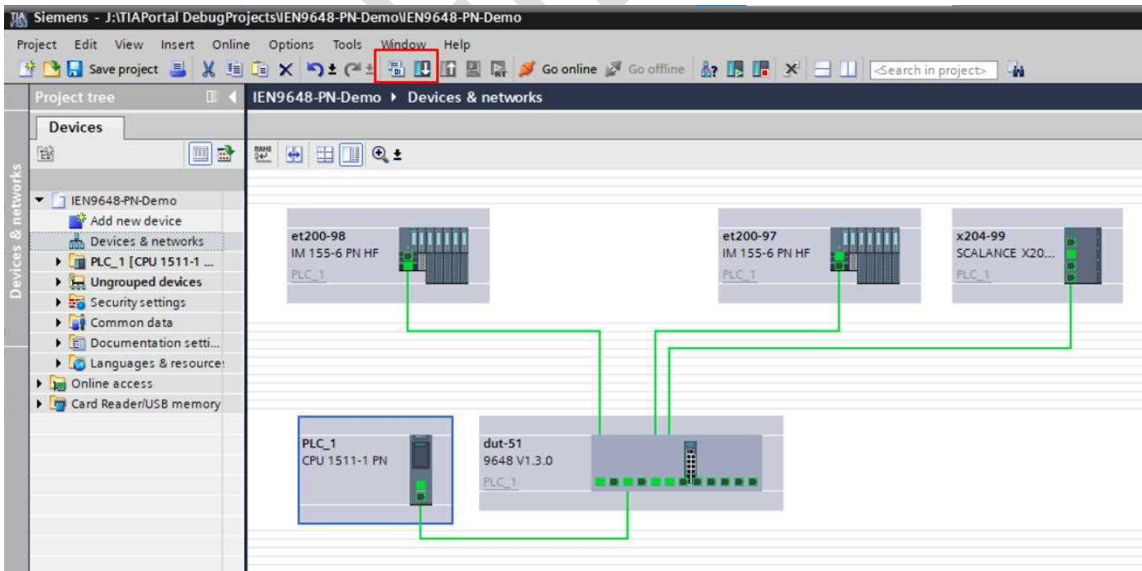 Siemens - J:\TIAPortal DebugProjects\IEN9648-PN-Demo\IEN9648-PN-Demo
Project Edit View Insert Online Options Tools Window Help
Save project Go online Go offline <Search in project>
Project tree
IEN9648-PN-Demo ▸ Devices & networks
Devices
Devices & networks
IEN9648-PN-Demo
Add new device
Devices & networks
PLC_1 [CPU 1511-1 ...
Ungrouped devices
Security settings
Common data
Documentation setti...
Languages & resource
Online access
Card Reader/USB memory
et200-98
IM 155-6 PN HF
PLC_1
et200-97
IM 155-6 PN HF
PLC_1
x204-99
SCALANCE X20...
PLC_1
PLC_1
CPU 1511-1 PN
dut-51
9648 V1.3.0
PLC_1